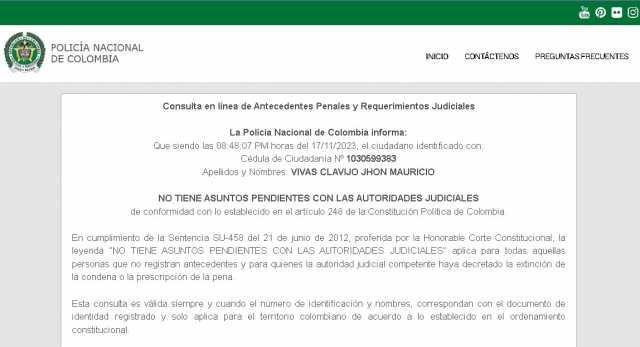 POLICÍA NACIONAL
DE COLOMBIA
INICIO CONTÁCTENOS PREGUNTAS FRECUENTES
Consulta en línea de Antecedentes Penales y Requerimientos Judiciales
La Policía Nacional de Colombia informa:
Que siendo las 08:48:07 PM horas del 17/11/2023, el ciudadano identificado con:
Cédula de Ciudadanía Nº 1030599383
Apellidos y Nombres: VIVAS CLAVIJO JHON MAURICIO
NO TIENE ASUNTOS PENDIENTES CON LAS AUTORIDADES JUDICIALES
de conformidad con lo establecido en el artículo 248 de la Constitución Política de Colombia.
En cumplimiento de la Sentencia SU-458 del 21 de junio de 2012, proferida por la Honorable Corte Constitucional, la
leyenda "NO TIENE ASUNTOS PENDIENTES CON LAS AUTORIDADES JUDICIALES" aplica para todas aquellas
personas que no registran antecedentes y para quienes la autoridad judicial competente haya decretado la extinción de
la condena o la prescripción de la pena.
Esta consulta es válida siempre y cuando el número de identificación y nombres, correspondan con el documento de
identidad registrado y solo aplica para el territorio colombiano de acuerdo a lo establecido en el ordenamiento
constitucional.